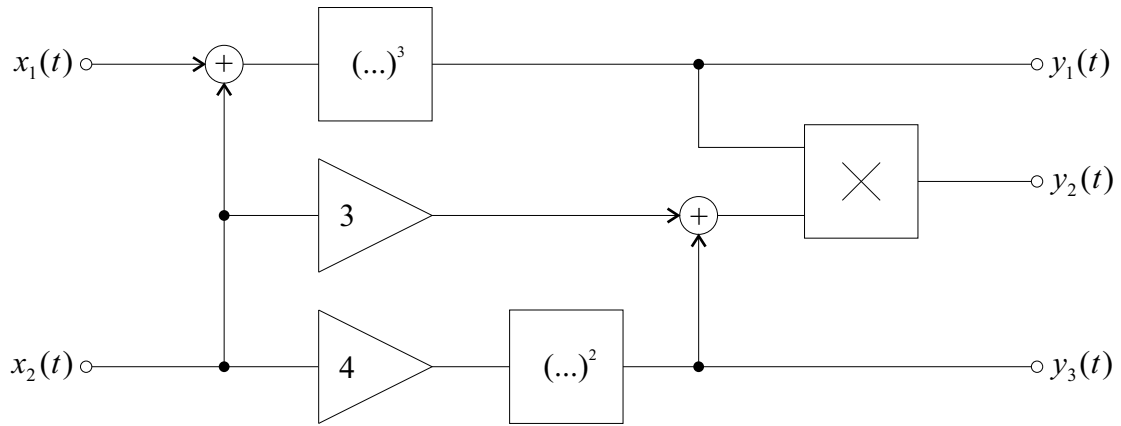 x₁(t) + (...)³ y₁(t)
× y₂(t)
3 +
x₂(t) 4 (...)² y₃(t)